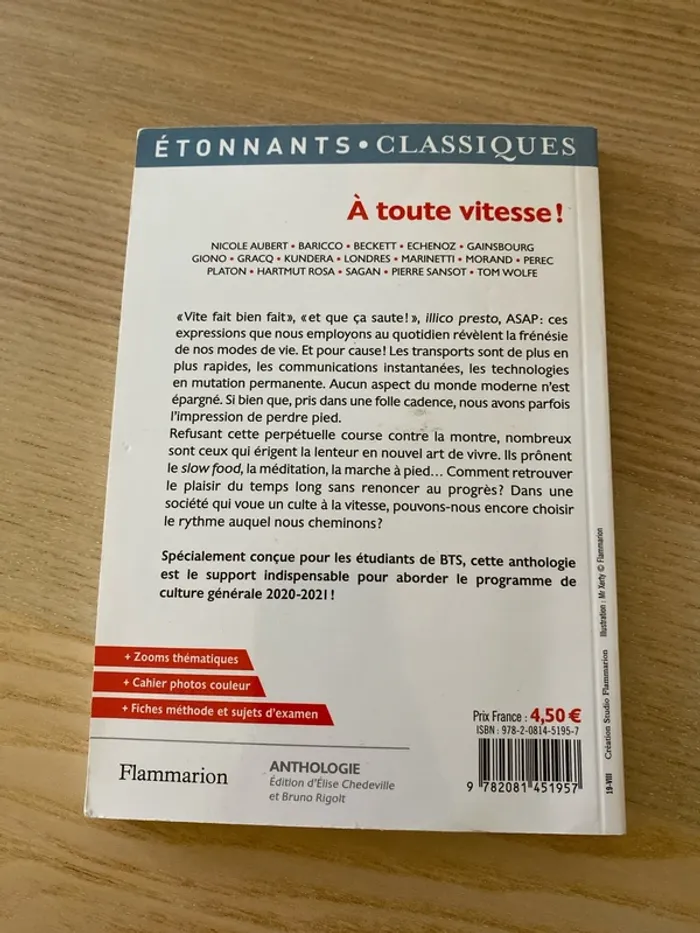 ÉTONNANTS • CLASSIQUES
À toute vitesse !
NICOLE AUBERT • BARICCO • BECKETT • ECHENOZ • GAINSBOURG
GIONO • GRACQ • KUNDERA • LONDRES • MARINETTI • MORAND • PEREC
PLATON • HARTMUT ROSA • SAGAN • PIERRE SANSOT • TOM WOLFE
« Vite fait bien fait », « et que ça saute ! », illico presto, ASAP : ces
expressions que nous employons au quotidien révèlent la frénésie
de nos modes de vie. Et pour cause ! Les transports sont de plus en
plus rapides, les communications instantanées, les technologies
en mutation permanente. Aucun aspect du monde moderne n'est
épargné. Si bien que, pris dans une folle cadence, nous avons parfois
l'impression de perdre pied.
Refusant cette perpétuelle course contre la montre, nombreux
sont ceux qui érigent la lenteur en nouvel art de vivre. Ils prônent
le slow food, la méditation, la marche à pied... Comment retrouver
le plaisir du temps long sans renoncer au progrès ? Dans une
société qui voue un culte à la vitesse, pouvons-nous encore choisir
le rythme auquel nous cheminons ?
Spécialement conçue pour les étudiants de BTS, cette anthologie
est le support indispensable pour aborder le programme de
culture générale 2020-2021 !
+ Zooms thématiques
+ Cahier photos couleur
+ Fiches méthode et sujets d'examen
Flammarion
ANTHOLOGIE
Édition d'Élise Chedeville
et Bruno Rigolt
Prix France : 4,50 €
ISBN : 978-2-0814-5195-7
9 782081 451957
19-VIII Création Studio Flammarion Illustration : Mr Xerty © Flammarion